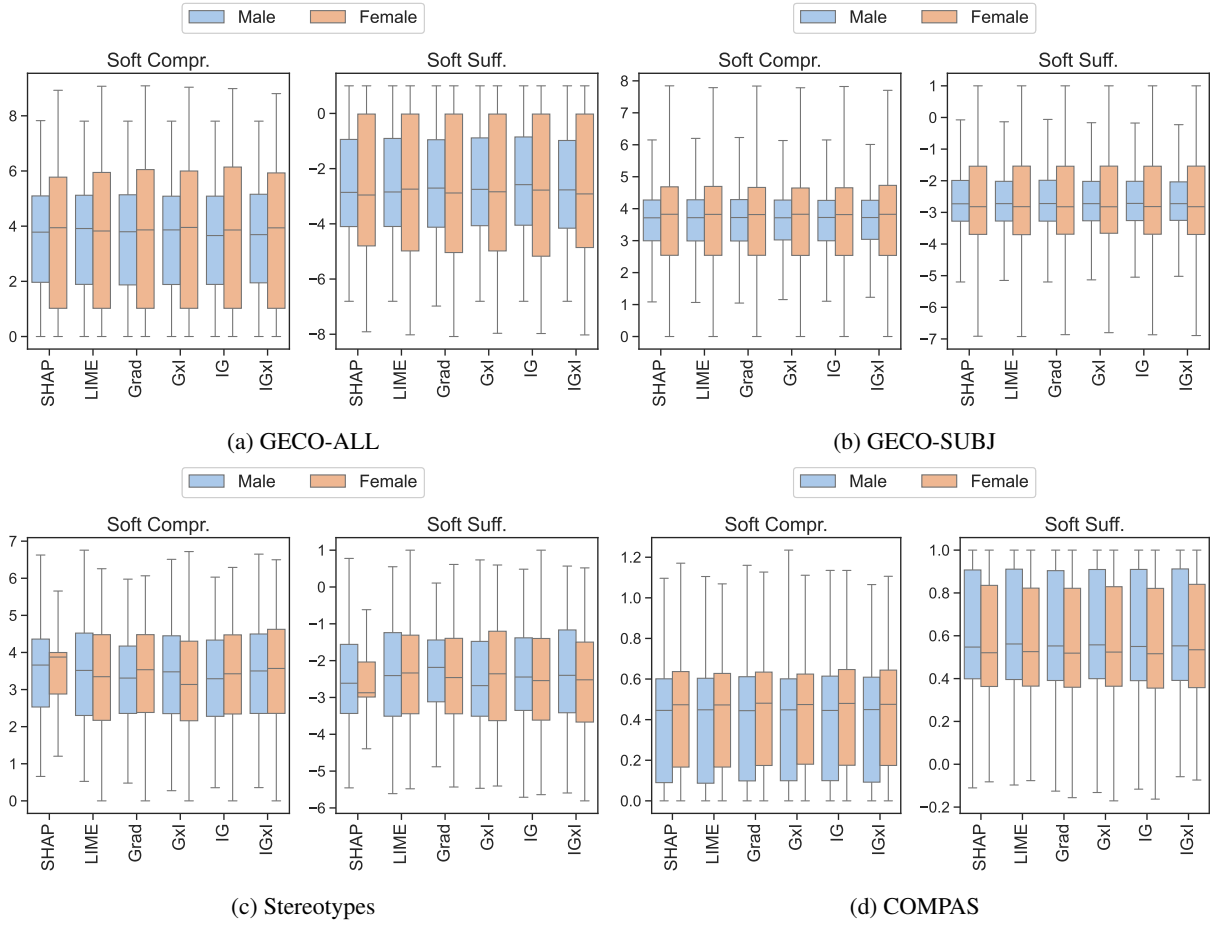 Male Female
Soft Compr.
8
6
4
2
0
SHAP
LIME
Grad
GxI
IG
IGxI
Soft Suff.
0
−2
−4
−6
−8
SHAP
LIME
Grad
GxI
IG
IGxI
(a) GECO-ALL
Male Female
Soft Compr.
8
7
6
5
4
3
2
1
0
SHAP
LIME
Grad
GxI
IG
IGxI
Soft Suff.
1
0
−1
−2
−3
−4
−5
−6
−7
SHAP
LIME
Grad
GxI
IG
IGxI
(b) GECO-SUBJ
Male Female
Soft Compr.
7
6
5
4
3
2
1
0
SHAP
LIME
Grad
GxI
IG
IGxI
Soft Suff.
1
0
−1
−2
−3
−4
−5
−6
SHAP
LIME
Grad
GxI
IG
IGxI
(c) Stereotypes
Male Female
Soft Compr.
1.2
1.0
0.8
0.6
0.4
0.2
0.0
SHAP
LIME
Grad
GxI
IG
IGxI
Soft Suff.
1.0
0.8
0.6
0.4
0.2
0.0
−0.2
SHAP
LIME
Grad
GxI
IG
IGxI
(d) COMPAS